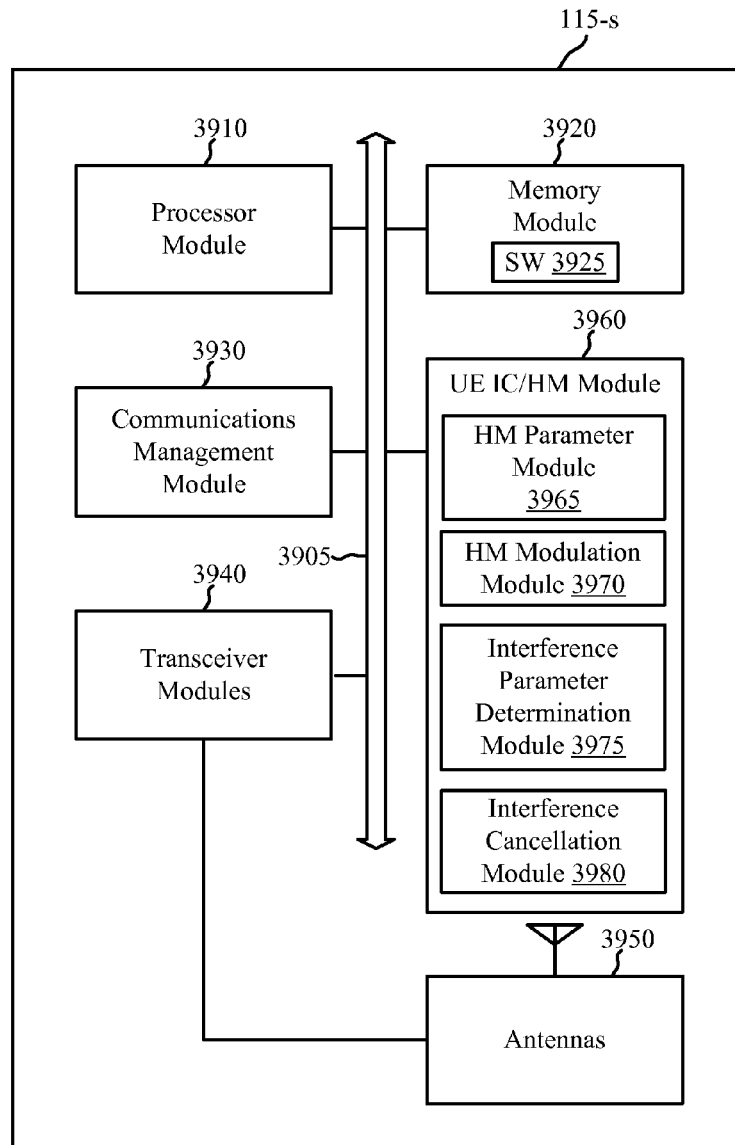 115-s
3910
Processor
Module
3920
Memory
Module
SW 3925
3930
Communications
Management
Module
3960
UE IC/HM Module
HM Parameter
Module
3965
HM Modulation
Module 3970
3905
3940
Transceiver
Modules
Interference
Parameter
Determination
Module 3975
Interference
Cancellation
Module 3980
3950
Antennas